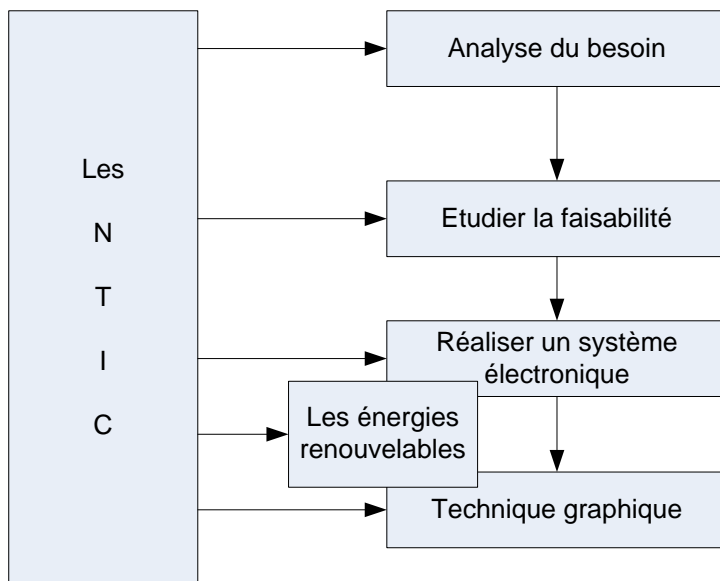 Les
N
T
I
C
Analyse du besoin
Etudier la faisabilité
Réaliser un système
électronique
Les énergies
renouvelables
Technique graphique